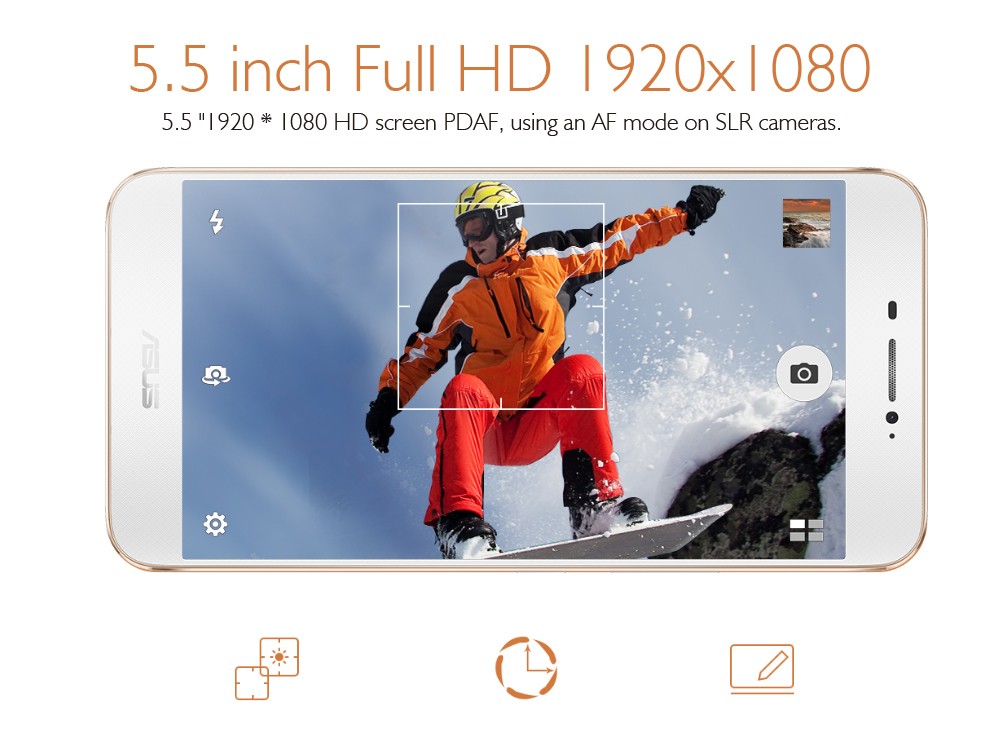 5.5 inch Full HD 1920x1080
5.5 "1920 * 1080 HD screen PDAF, using an AF mode on SLR cameras.
ASUS